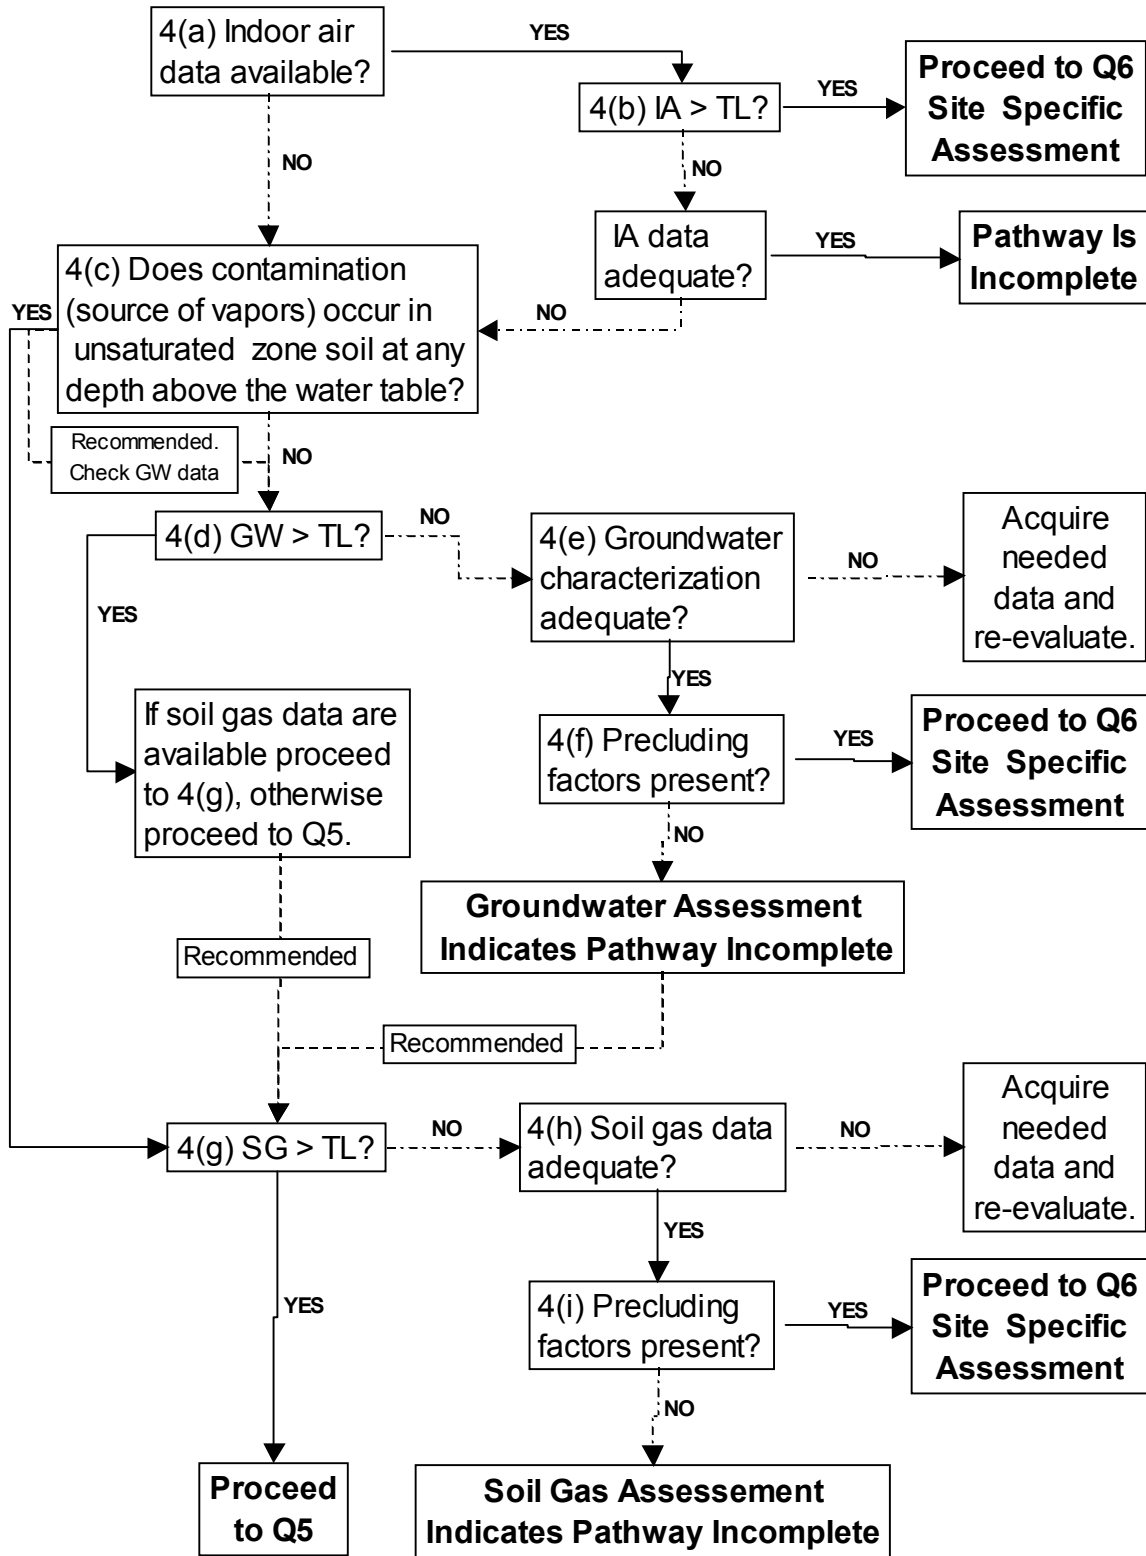 4(a) Indoor air
data available?
YES
4(b) IA > TL?
YES
Proceed to Q6
Site Specific
Assessment
NO
NO
IA data
adequate?
YES
Pathway Is
Incomplete
4(c) Does contamination
(source of vapors) occur in
unsaturated zone soil at any
depth above the water table?
YES
NO
Recommended.
Check GW data
NO
4(d) GW > TL?
NO
4(e) Groundwater
characterization
adequate?
NO
Acquire
needed
data and
re-evaluate.
YES
YES
If soil gas data are
available proceed
to 4(g), otherwise
proceed to Q5.
4(f) Precluding
factors present?
YES
Proceed to Q6
Site Specific
Assessment
NO
Groundwater Assessment
Indicates Pathway Incomplete
Recommended
Recommended
4(g) SG > TL?
NO
4(h) Soil gas data
adequate?
NO
Acquire
needed
data and
re-evaluate.
YES
YES
4(i) Precluding
factors present?
YES
Proceed to Q6
Site Specific
Assessment
NO
Proceed
to Q5
Soil Gas Assessement
Indicates Pathway Incomplete